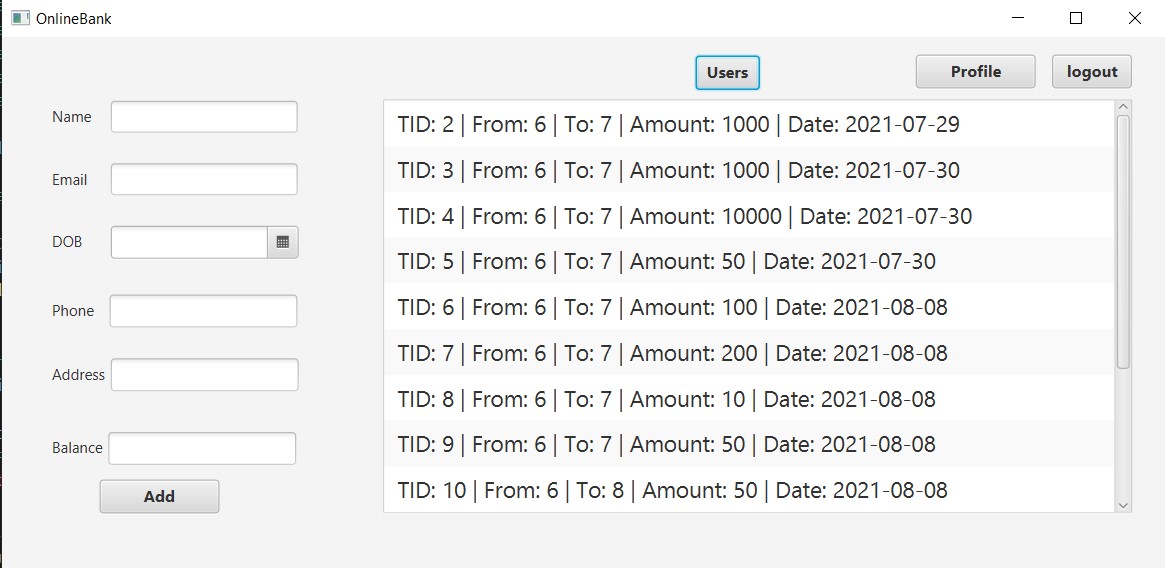 OnlineBank
Users
Profile
logout
Name
Email
DOB
Phone
Address
Balance
Add
TID: 2 | From: 6 | To: 7 | Amount: 1000 | Date: 2021-07-29
TID: 3 | From: 6 | To: 7 | Amount: 1000 | Date: 2021-07-30
TID: 4 | From: 6 | To: 7 | Amount: 10000 | Date: 2021-07-30
TID: 5 | From: 6 | To: 7 | Amount: 50 | Date: 2021-07-30
TID: 6 | From: 6 | To: 7 | Amount: 100 | Date: 2021-08-08
TID: 7 | From: 6 | To: 7 | Amount: 200 | Date: 2021-08-08
TID: 8 | From: 6 | To: 7 | Amount: 10 | Date: 2021-08-08
TID: 9 | From: 6 | To: 7 | Amount: 50 | Date: 2021-08-08
TID: 10 | From: 6 | To: 8 | Amount: 50 | Date: 2021-08-08